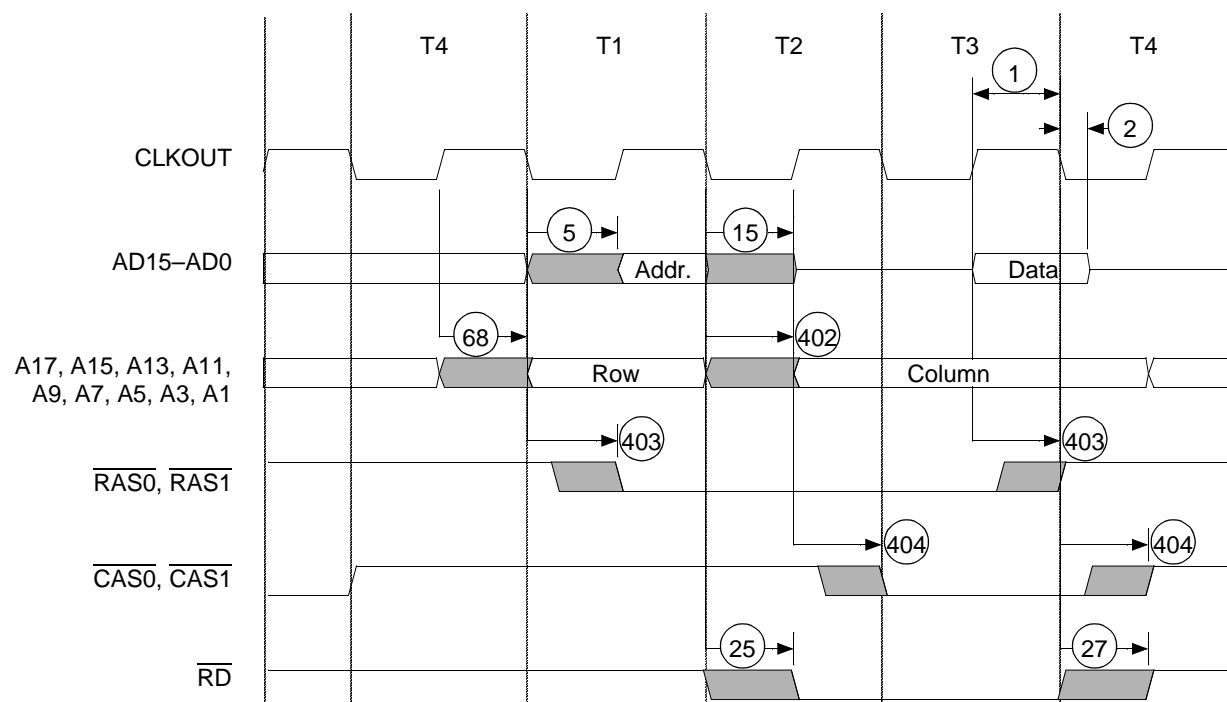 T4 T1 T2 T3 T4
1
2
CLKOUT
5 15
AD15–AD0 Addr. Data
68 402
A17, A15, A13, A11,
A9, A7, A5, A3, A1
Row Column
403 403
RAS0, RAS1
404 404
CAS0, CAS1
25 27
RD